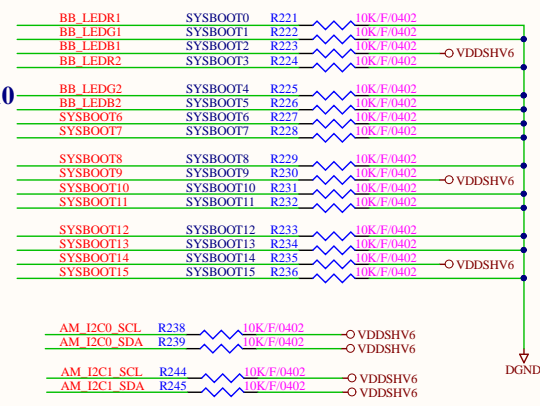 BB_LEDR1 SYSBOOT0 R221 10K/F/0402
BB_LEDG1 SYSBOOT1 R222 10K/F/0402
BB_LEDB1 SYSBOOT2 R223 10K/F/0402 VDDSHV6
BB_LEDR2 SYSBOOT3 R224 10K/F/0402
0
BB_LEDG2 SYSBOOT4 R225 10K/F/0402
BB_LEDB2 SYSBOOT5 R226 10K/F/0402
SYSBOOT6 SYSBOOT6 R227 10K/F/0402
SYSBOOT7 SYSBOOT7 R228 10K/F/0402
SYSBOOT8 SYSBOOT8 R229 10K/F/0402
SYSBOOT9 SYSBOOT9 R230 10K/F/0402 VDDSHV6
SYSBOOT10 SYSBOOT10 R231 10K/F/0402
SYSBOOT11 SYSBOOT11 R232 10K/F/0402
SYSBOOT12 SYSBOOT12 R233 10K/F/0402
SYSBOOT13 SYSBOOT13 R234 10K/F/0402
SYSBOOT14 SYSBOOT14 R235 10K/F/0402 VDDSHV6
SYSBOOT15 SYSBOOT15 R236 10K/F/0402
AM_I2C0_SCL R238 10K/F/0402 VDDSHV6
AM_I2C0_SDA R239 10K/F/0402 VDDSHV6
DGND
AM_I2C1_SCL R244 10K/F/0402 VDDSHV6
AM_I2C1_SDA R245 10K/F/0402 VDDSHV6